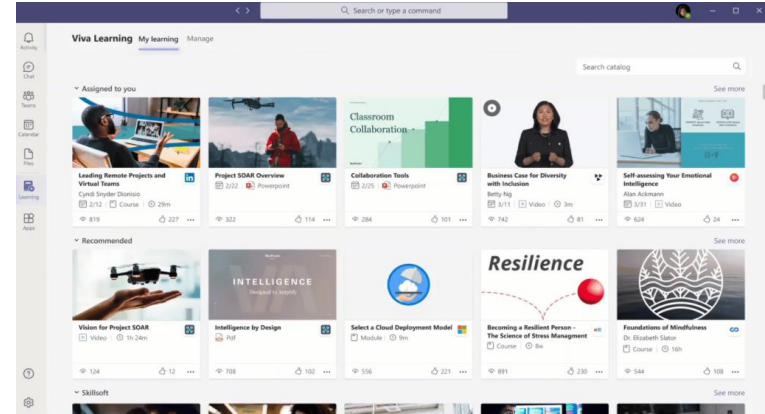 Search or type a command
Viva Learning My learning Manage
Activity
Chat
Teams
Calendar
Files
Learning
Apps
Search catalog
Assigned to you
See more
Leading Remote Projects and
Virtual Teams
Cyndi Snyder Dionisio
2/12 Course 29m
819 227
Project SOAR Overview
2/22 Powerpoint
322 114
Classroom
Collaboration
Collaboration Tools
2/25 Powerpoint
284 101
Business Case for Diversity
with Inclusion
Betty Ng
3/11 Video 3m
742 81
Self-assessing Your Emotional
Intelligence
Alan Ackmann
3/31 Video
624 24
Recommended
See more
Vision for Project SOAR
Video 1h 24m
124 12
INTELLIGENCE
Designed to Amplify
Intelligence by Design
Pdf
708 102
Select a Cloud Deployment Model
Module 9m
556 221
Resilience
Becoming a Resilient Person -
The Science of Stress Managment
Course 8w
891 230
Foundations of Mindfulness
Dr. Elizabeth Slator
Course 16h
544 108
Skillsoft
See more